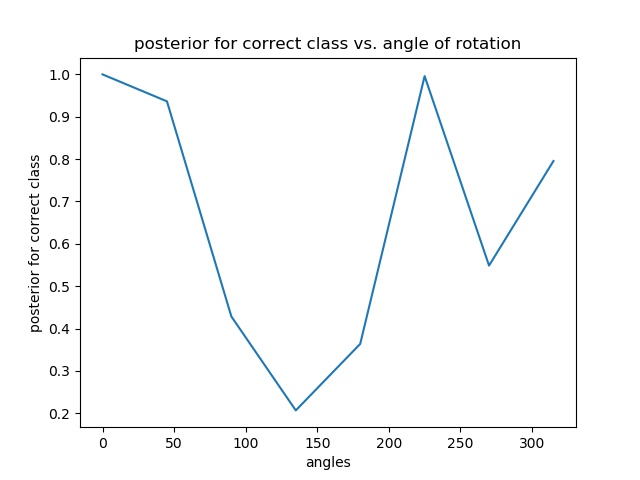 posterior for correct class vs. angle of rotation
1.0
0.9
0.8
0.7
0.6
0.5
0.4
0.3
0.2
posterior for correct class
0 50 100 150 200 250 300
angles